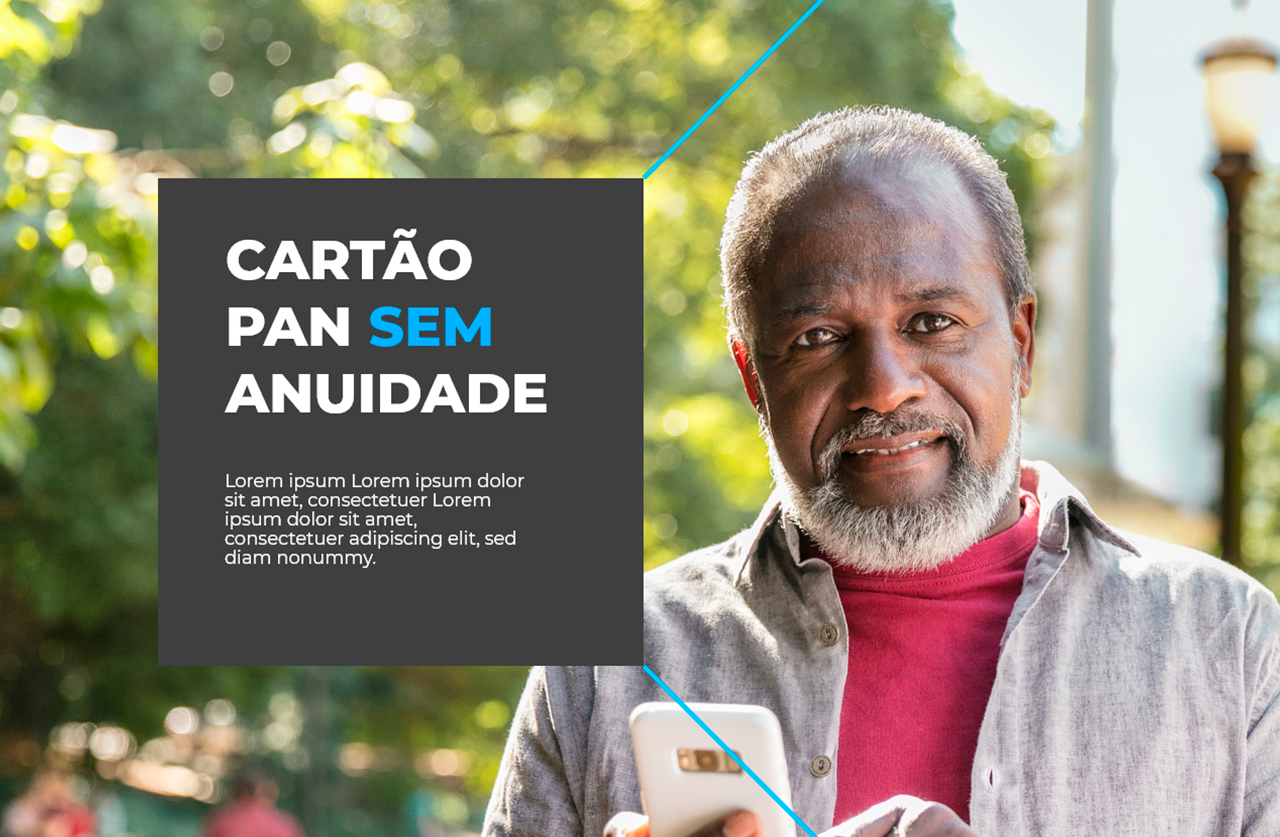 CARTÃO
PAN SEM
ANUIDADE
Lorem ipsum Lorem ipsum dolor
sit amet, consectetuer Lorem
ipsum dolor sit amet,
consectetuer adipiscing elit, sed
diam nonummy.